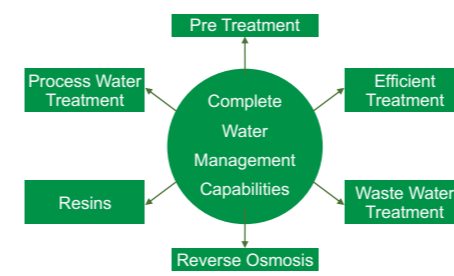 Pre Treatment
Process Water
Treatment
Efficient
Treatment
Complete
Water
Management
Capabilities
Resins
Waste Water
Treatment
Reverse Osmosis